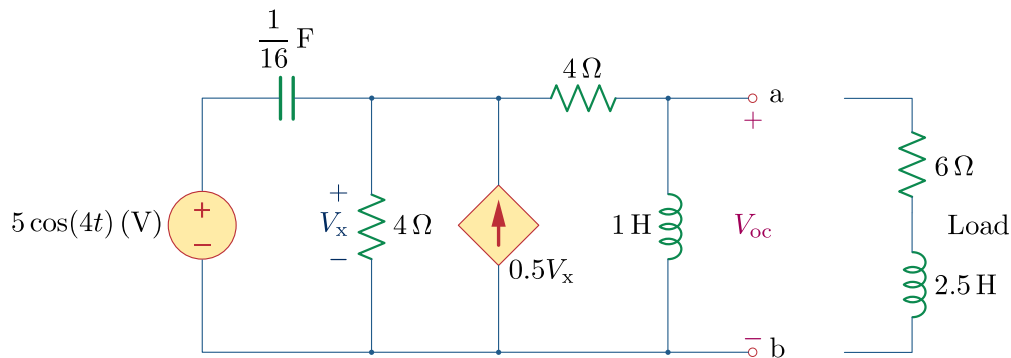 1/16 F
4 Ω
a
+
5 cos(4t) (V)
+
−
+
Vx
−
4 Ω
0.5Vx
1 H
Voc
6 Ω
Load
2.5 H
−
b